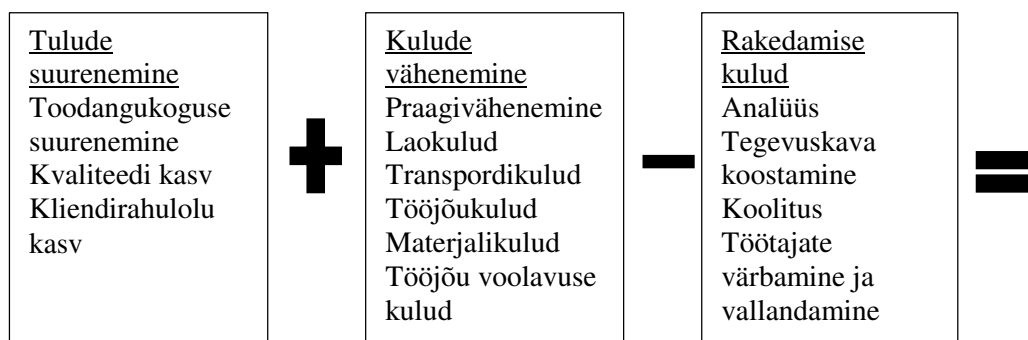 Tulude
suurenemine
Toodangukoguse
suurenemine
Kvaliteedi kasv
Kliendirahulolu
kasv
+
Kulude
vähenemine
Praagivähenemine
Laokulud
Transpordikulud
Tööjõukulud
Materjalikulud
Tööjõu voolavuse
kulud
−
Rakedamise
kulud
Analüüs
Tegevuskava
koostamine
Koolitus
Töötajate
värbamine ja
vallandamine
=